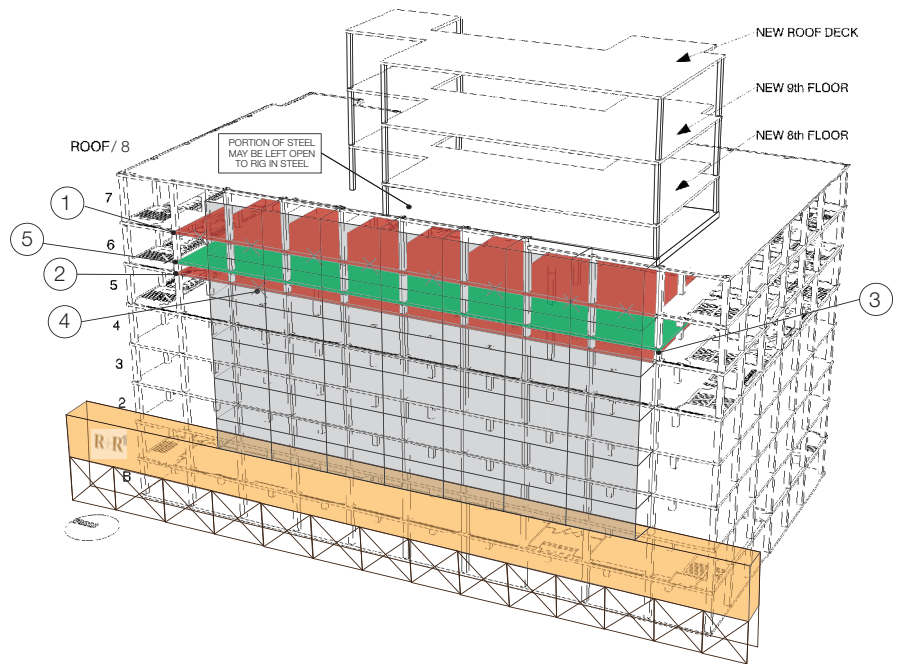 NEW ROOF DECK
NEW 9th FLOOR
NEW 8th FLOOR
PORTION OF STEEL
MAY BE LEFT OPEN
TO RIG IN STEEL
ROOF/ 8
7
1
5
6
2
5
3
4
4
3
2
R+R
B